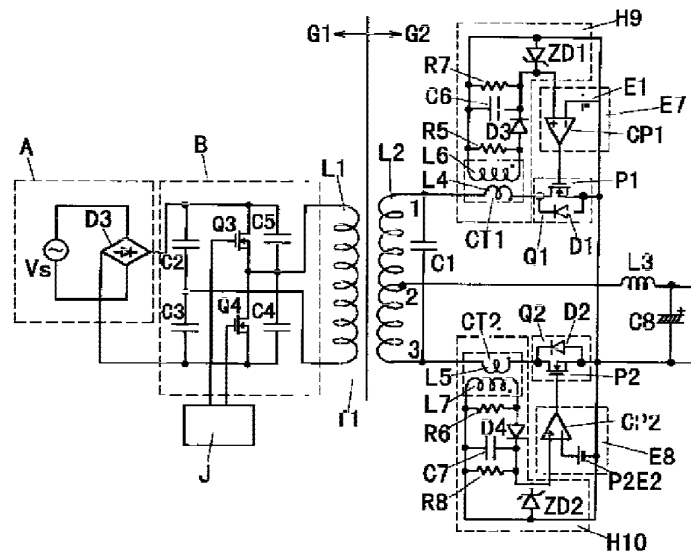 H9
G1 G2
ZD1
R7
E1
C6
E7
D3
A
B
R5
CP1
L1
L2
L6
D3
L4
P1
Q3
C5
1
CT1
Vs
C2
C1
Q1
D1
L3
2
Q4
CT2
Q2
D2
C3
C4
C8
3
L5
P2
L7
R6
D4
CP2
J
C7
E8
R8
P2E2
ZD2
H10